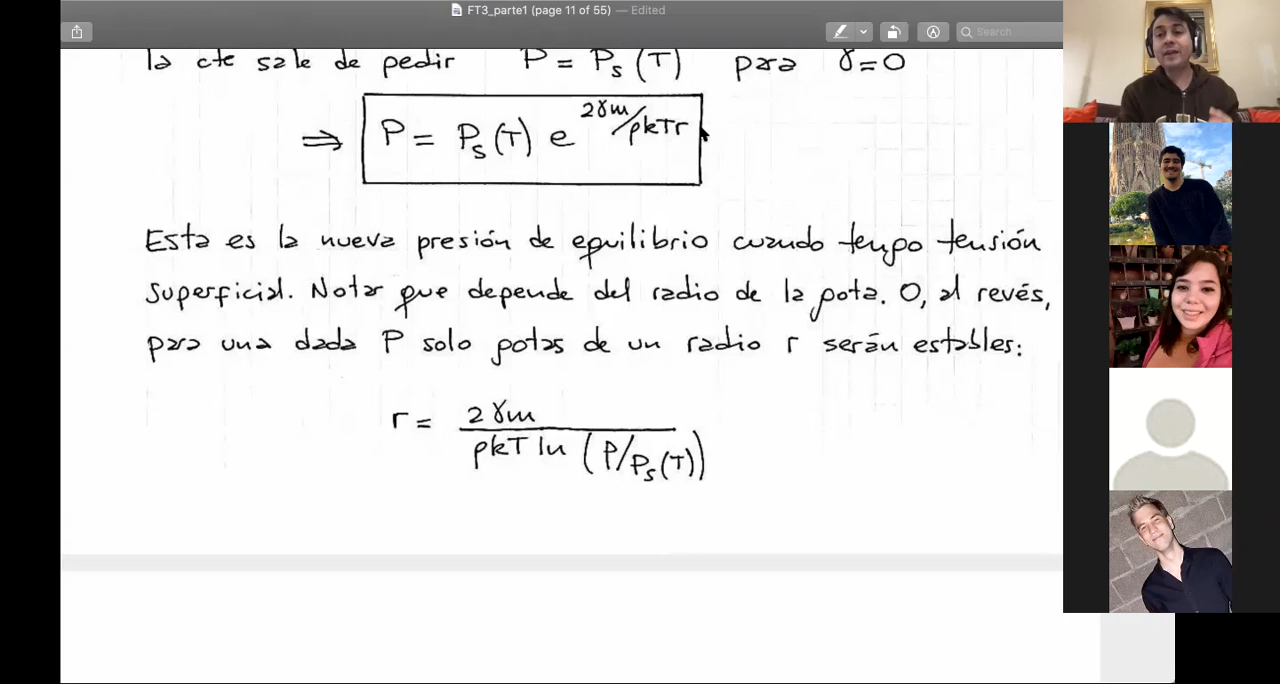 FT3_parte1 (page 11 of 55) — Edited
Search
la cte sale de pedir P = Ps(T) para γ=0
⇒ P = Ps(T) e^2γm/ρkTr
Esta es la nueva presión de equilibrio cuando tengo tensión
superficial. Notar que depende del radio de la gota. O, al revés,
para una dada P solo gotas de un radio r serán estables:
r = 2γm / ρkT ln (P/Ps(T))